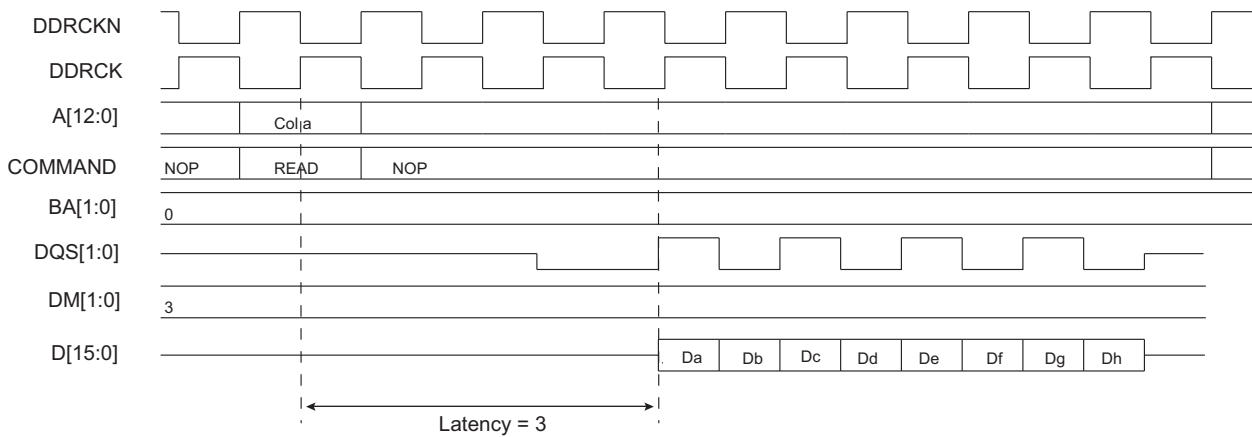 DDRCKN
DDRCK
A[12:0]
Col a
COMMAND
NOP
READ
NOP
BA[1:0]
0
DQS[1:0]
DM[1:0]
3
D[15:0]
Da
Db
Dc
Dd
De
Df
Dg
Dh
Latency = 3